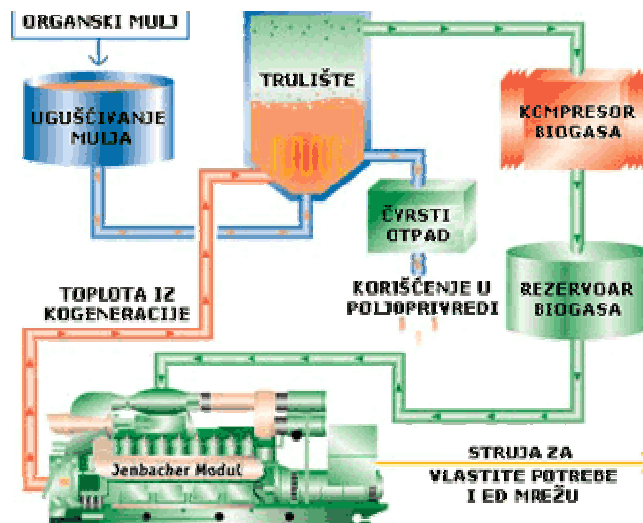 ORGANSKI MULJ
UGUŠĆIVANJE
MULJA
TRULIŠTE
KOMPRESOR
BIOGASA
ČVRSTI
OTPAD
KORIŠĆENJE U
POLJOPRIVREDI
REZERVOAR
BIOGASA
TOPLOTA IZ
KOGENERACIJE
Jenbacher Modul
STRUJA ZA
VLASTITE POTREBE
I ED MREŽU